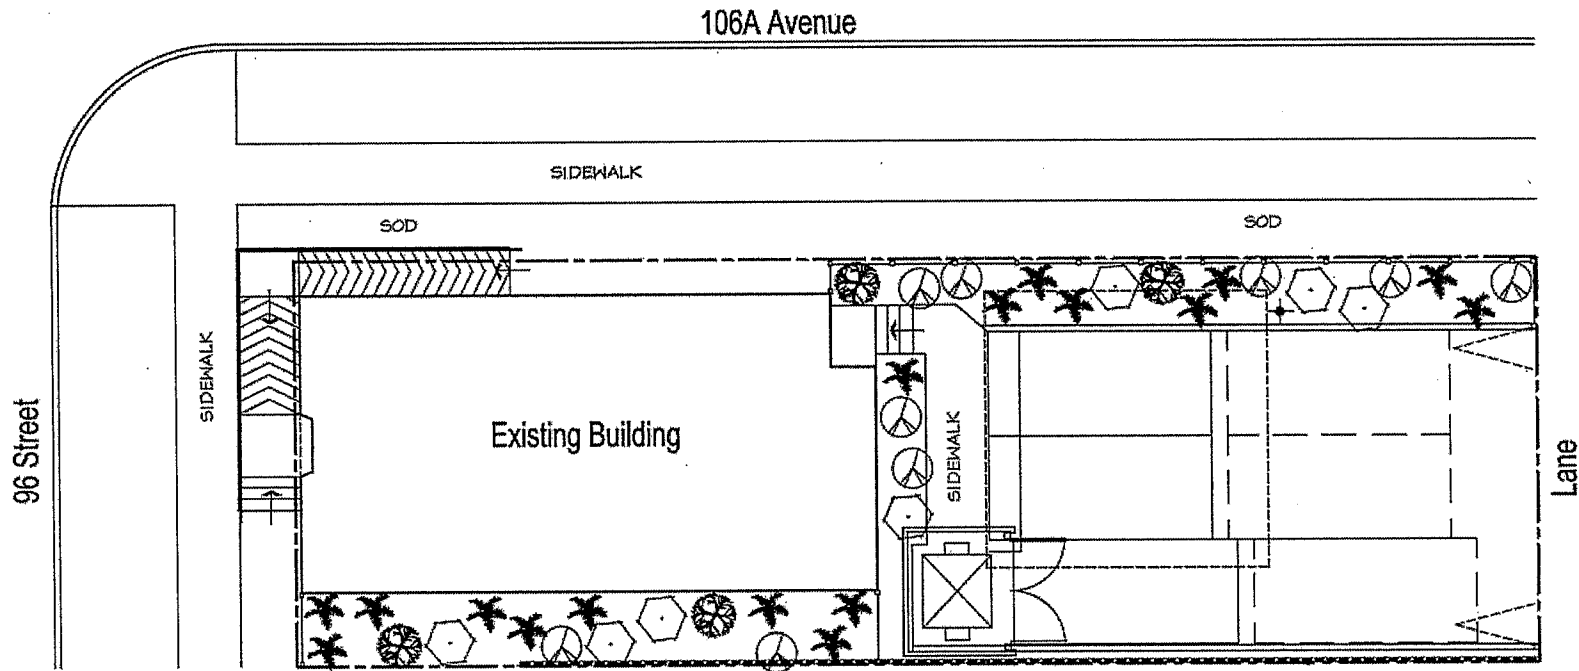 106A Avenue
SIDEWALK
SOD
SOD
SIDEWALK
96 Street
Existing Building
SIDEWALK
Lane